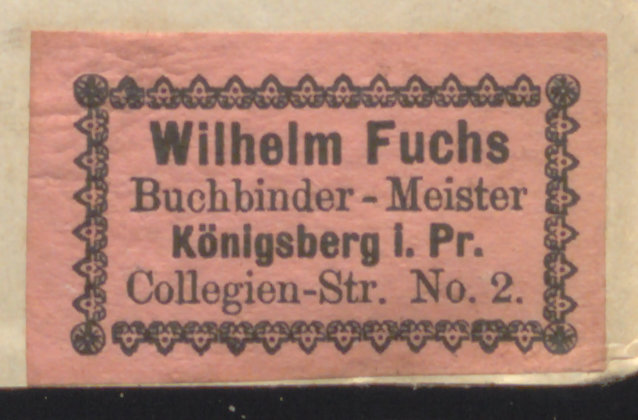 Wilhelm Fuchs
Buchbinder-Meister
Königsberg i. Pr.
Collegien-Str. No. 2.